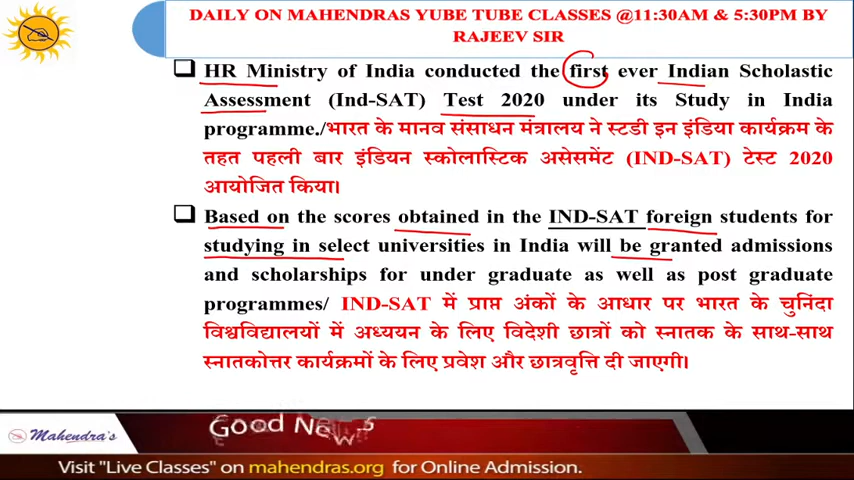 DAILY ON MAHENDRAS YUBE TUBE CLASSES @11:30AM & 5:30PM BY
RAJEEV SIR
HR Ministry of India conducted the first ever Indian Scholastic
Assessment (Ind-SAT) Test 2020 under its Study in India
programme./भारत के मानव संसाधन मंत्रालय ने स्टडी इन इंडिया कार्यक्रम के
तहत पहली बार इंडियन स्कोलास्टिक असेसमेंट (IND-SAT) टेस्ट 2020
आयोजित किया।
Based on the scores obtained in the IND-SAT foreign students for
studying in select universities in India will be granted admissions
and scholarships for under graduate as well as post graduate
programmes/ IND-SAT में प्राप्त अंकों के आधार पर भारत के चुनिंदा
विश्वविद्यालयों में अध्ययन के लिए विदेशी छात्रों को स्नातक के साथ-साथ
स्नातकोत्तर कार्यक्रमों के लिए प्रवेश और छात्रवृत्ति दी जाएगी।
Mahendra's
Good News
Visit "Live Classes" on mahendras.org for Online Admission.